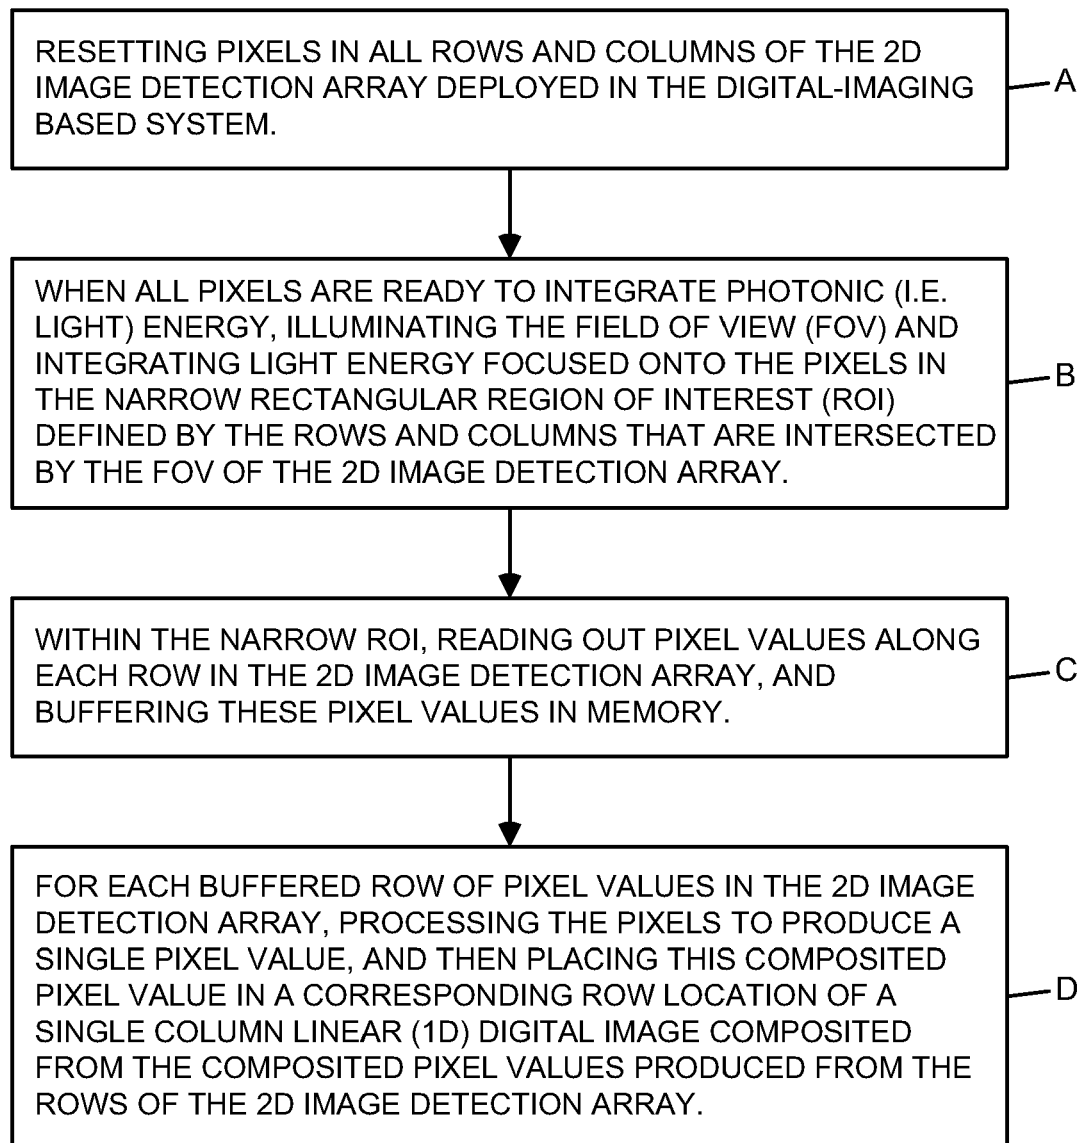 RESETTING PIXELS IN ALL ROWS AND COLUMNS OF THE 2D
IMAGE DETECTION ARRAY DEPLOYED IN THE DIGITAL-IMAGING
BASED SYSTEM.
A
WHEN ALL PIXELS ARE READY TO INTEGRATE PHOTONIC (I.E.
LIGHT) ENERGY, ILLUMINATING THE FIELD OF VIEW (FOV) AND
INTEGRATING LIGHT ENERGY FOCUSED ONTO THE PIXELS IN
THE NARROW RECTANGULAR REGION OF INTEREST (ROI)
DEFINED BY THE ROWS AND COLUMNS THAT ARE INTERSECTED
BY THE FOV OF THE 2D IMAGE DETECTION ARRAY.
B
WITHIN THE NARROW ROI, READING OUT PIXEL VALUES ALONG
EACH ROW IN THE 2D IMAGE DETECTION ARRAY, AND
BUFFERING THESE PIXEL VALUES IN MEMORY.
C
FOR EACH BUFFERED ROW OF PIXEL VALUES IN THE 2D IMAGE
DETECTION ARRAY, PROCESSING THE PIXELS TO PRODUCE A
SINGLE PIXEL VALUE, AND THEN PLACING THIS COMPOSITED
PIXEL VALUE IN A CORRESPONDING ROW LOCATION OF A
SINGLE COLUMN LINEAR (1D) DIGITAL IMAGE COMPOSITED
FROM THE COMPOSITED PIXEL VALUES PRODUCED FROM THE
ROWS OF THE 2D IMAGE DETECTION ARRAY.
D